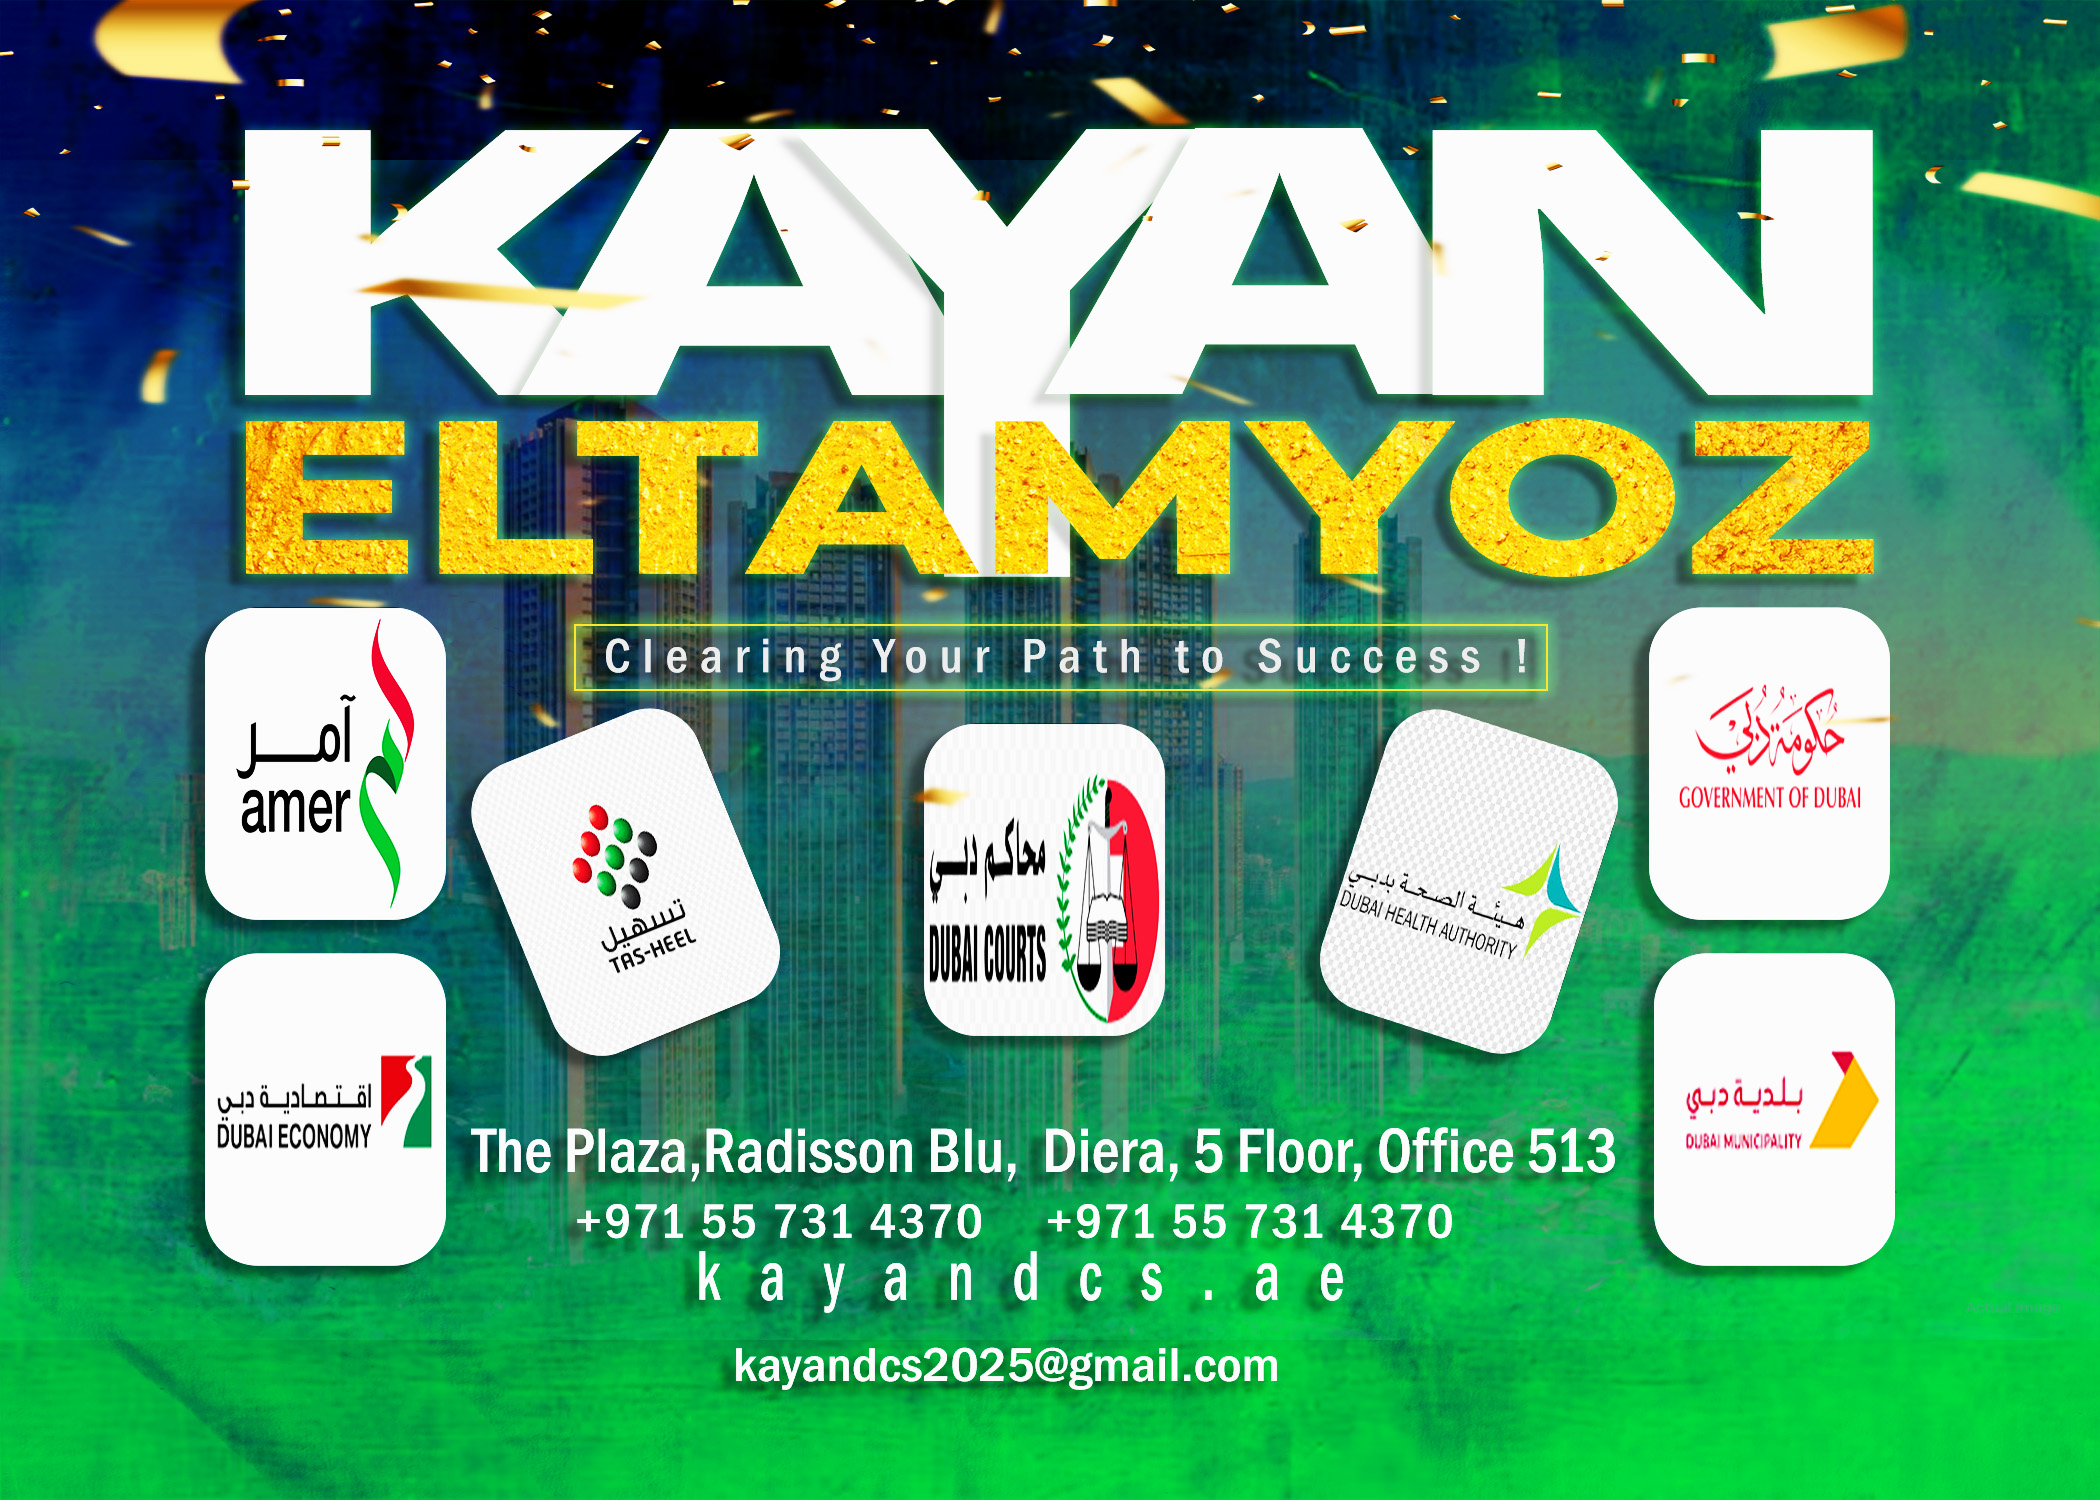 KAYAN
ELTAMYOZ
Clearing Your Path to Success !
آمر
amer
تسهيل
TAS-HEEL
محاكم دبي
DUBAI COURTS
هيئة الصحة بدبي
DUBAI HEALTH AUTHORITY
حكومة دبي
GOVERNMENT OF DUBAI
اقتصادية دبي
DUBAI ECONOMY
بلدية دبي
DUBAI MUNICIPALITY
The Plaza,Radisson Blu, Diera, 5 Floor, Office 513
+971 55 731 4370 +971 55 731 4370
kayandcs.ae
kayandcs2025@gmail.com